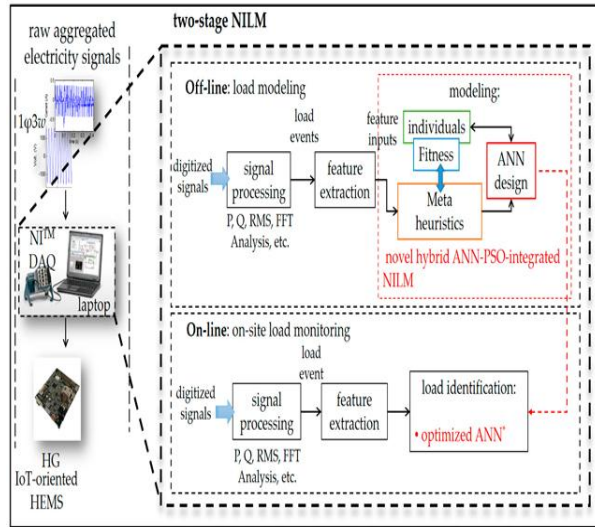 two-stage NILM
raw aggregated
electricity signals
1φ3w
NI™
DAQ
laptop
HG
IoT-oriented
HEMS
Off-line: load modeling
digitized
signals
signal
processing
P, Q, RMS, FFT
Analysis, etc.
load
events
feature
extraction
feature
inputs
modeling:
individuals
Fitness
Meta
heuristics
ANN
design
novel hybrid ANN-PSO-integrated
NILM
On-line: on-site load monitoring
digitized
signals
signal
processing
P, Q, RMS, FFT
Analysis, etc.
load
event
feature
extraction
load identification:
• optimized ANN*